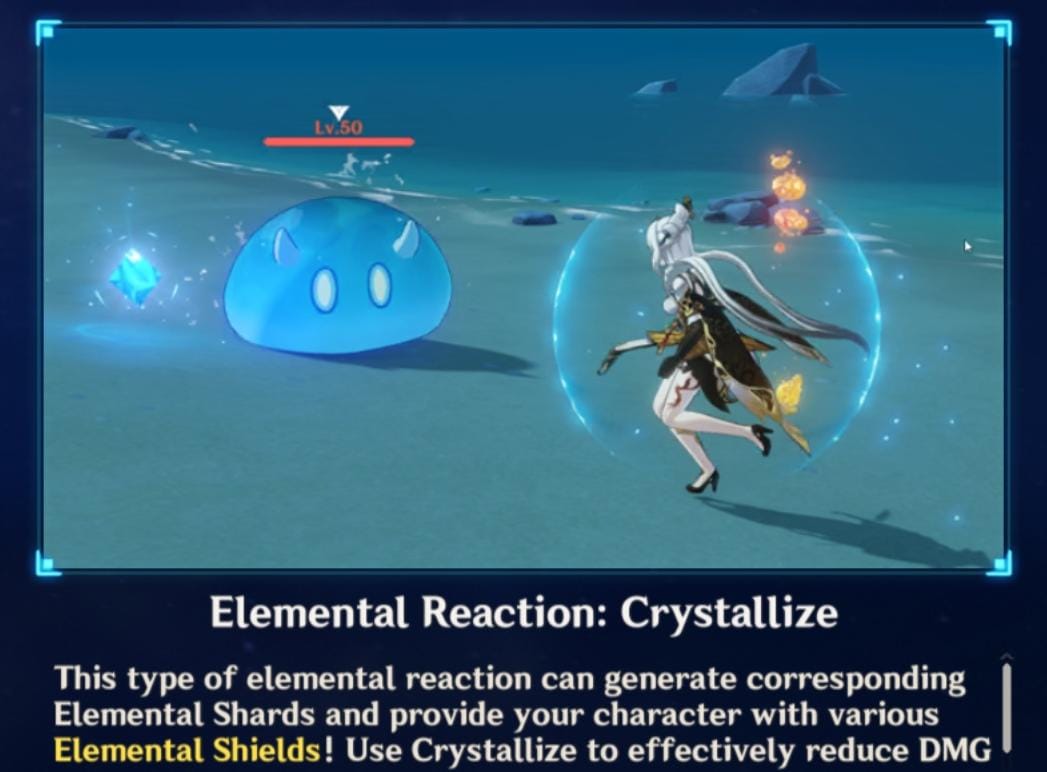 Lv.50
Elemental Reaction: Crystallize
This type of elemental reaction can generate corresponding
Elemental Shards and provide your character with various
Elemental Shields! Use Crystallize to effectively reduce DMG